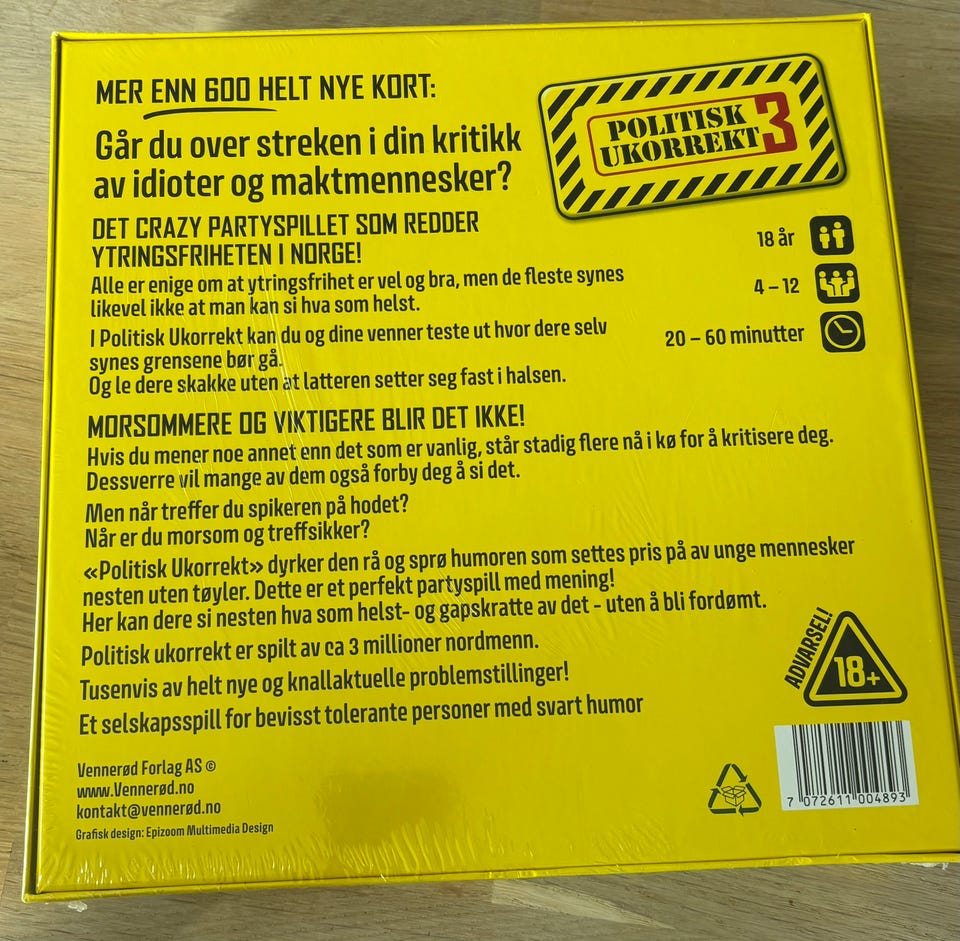 MER ENN 600 HELT NYE KORT:
Går du over streken i din kritikk
av idioter og maktmennesker?
POLITISK
UKORREKT 3
DET CRAZY PARTYSPILLET SOM REDDER
YTRINGSFRIHETEN I NORGE!
Alle er enige om at ytringsfrihet er vel og bra, men de fleste synes
likevel ikke at man kan si hva som helst.
I Politisk Ukorrekt kan du og dine venner teste ut hvor dere selv
synes grensene bør gå.
Og le dere skakke uten at latteren setter seg fast i halsen.
18 år
4 – 12
20 – 60 minutter
MORSOMMERE OG VIKTIGERE BLIR DET IKKE!
Hvis du mener noe annet enn det som er vanlig, står stadig flere nå i kø for å kritisere deg.
Dessverre vil mange av dem også forby deg å si det.
Men når treffer du spikeren på hodet?
Når er du morsom og treffsikker?
«Politisk Ukorrekt» dyrker den rå og sprø humoren som settes pris på av unge mennesker
nesten uten tøyler. Dette er et perfekt partyspill med mening!
Her kan dere si nesten hva som helst- og gapskratte av det - uten å bli fordømt.
Politisk ukorrekt er spilt av ca 3 millioner nordmenn.
Tusenvis av helt nye og knallaktuelle problemstillinger!
Et selskapsspill for bevisst tolerante personer med svart humor
ADVARSEL!
18+
Vennerød Forlag AS ©
www.Vennerød.no
kontakt@vennerød.no
Grafisk design: Epizoom Multimedia Design
7 072611 004893